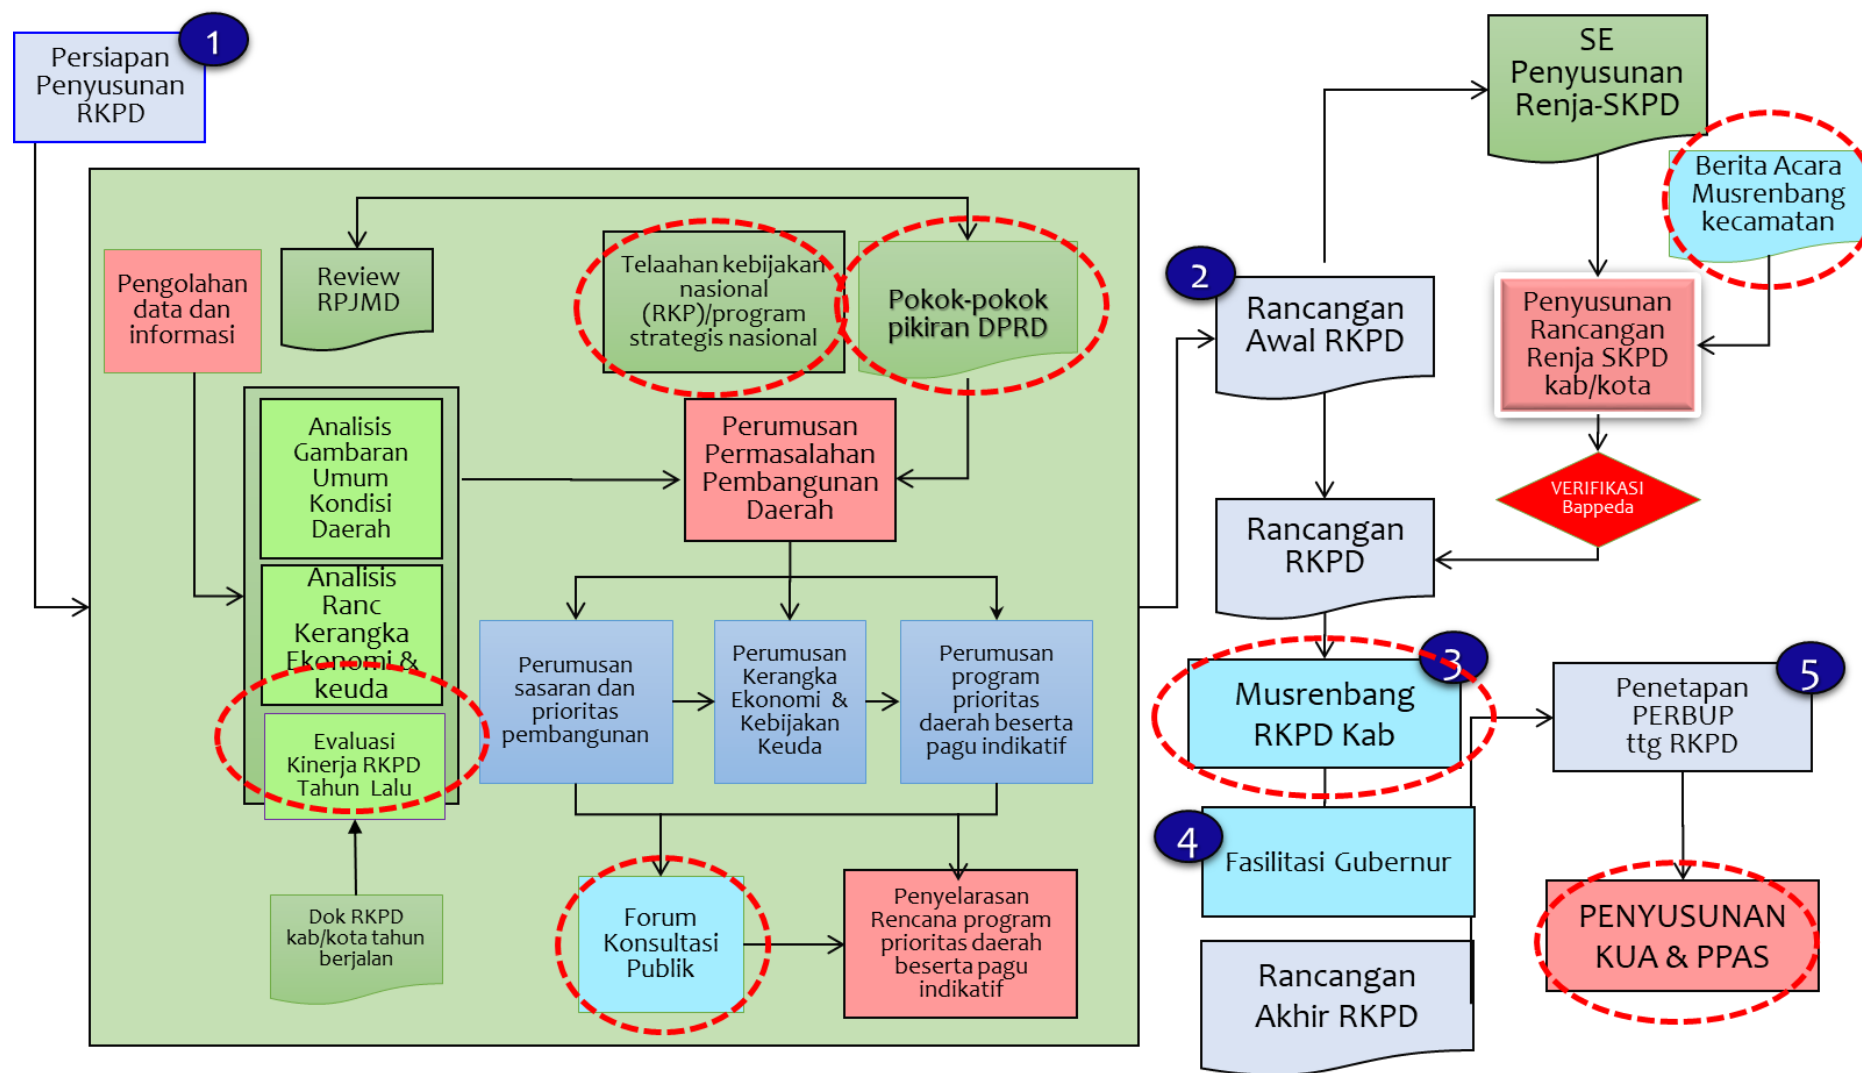 1
Persiapan
Penyusunan
RKPD
Pengolahan
data dan
informasi
Review
RPJMD
Telaahan kebijakan
nasional
(RKP)/program
strategis nasional
Pokok-pokok
pikiran DPRD
Analisis
Gambaran
Umum
Kondisi
Daerah
Analisis
Ranc
Kerangka
Ekonomi &
keuda
Evaluasi
Kinerja RKPD
Tahun Lalu
Dok RKPD
kab/kota tahun
berjalan
Perumusan
Permasalahan
Pembangunan
Daerah
Perumusan
sasaran dan
prioritas
pembangunan
Perumusan
Kerangka
Ekonomi &
Kebijakan
Keuda
Perumusan
program
prioritas
daerah beserta
pagu indikatif
Forum
Konsultasi
Publik
Penyelarasan
Rencana program
prioritas daerah
beserta pagu
indikatif
2
Rancangan
Awal RKPD
SE
Penyusunan
Renja-SKPD
Berita Acara
Musrenbang
kecamatan
Penyusunan
Rancangan
Renja SKPD
kab/kota
VERIFIKASI
Bappeda
Rancangan
RKPD
3
Musrenbang
RKPD Kab
4
Fasilitasi Gubernur
Rancangan
Akhir RKPD
5
Penetapan
PERBUP
ttg RKPD
PENYUSUNAN
KUA & PPAS